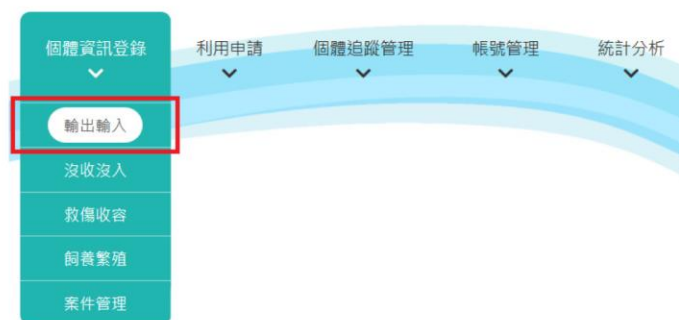 個體資訊登錄 利用申請 個體追蹤管理 帳號管理 統計分析
輸出輸入
沒收沒入
救傷收容
飼養繁殖
案件管理